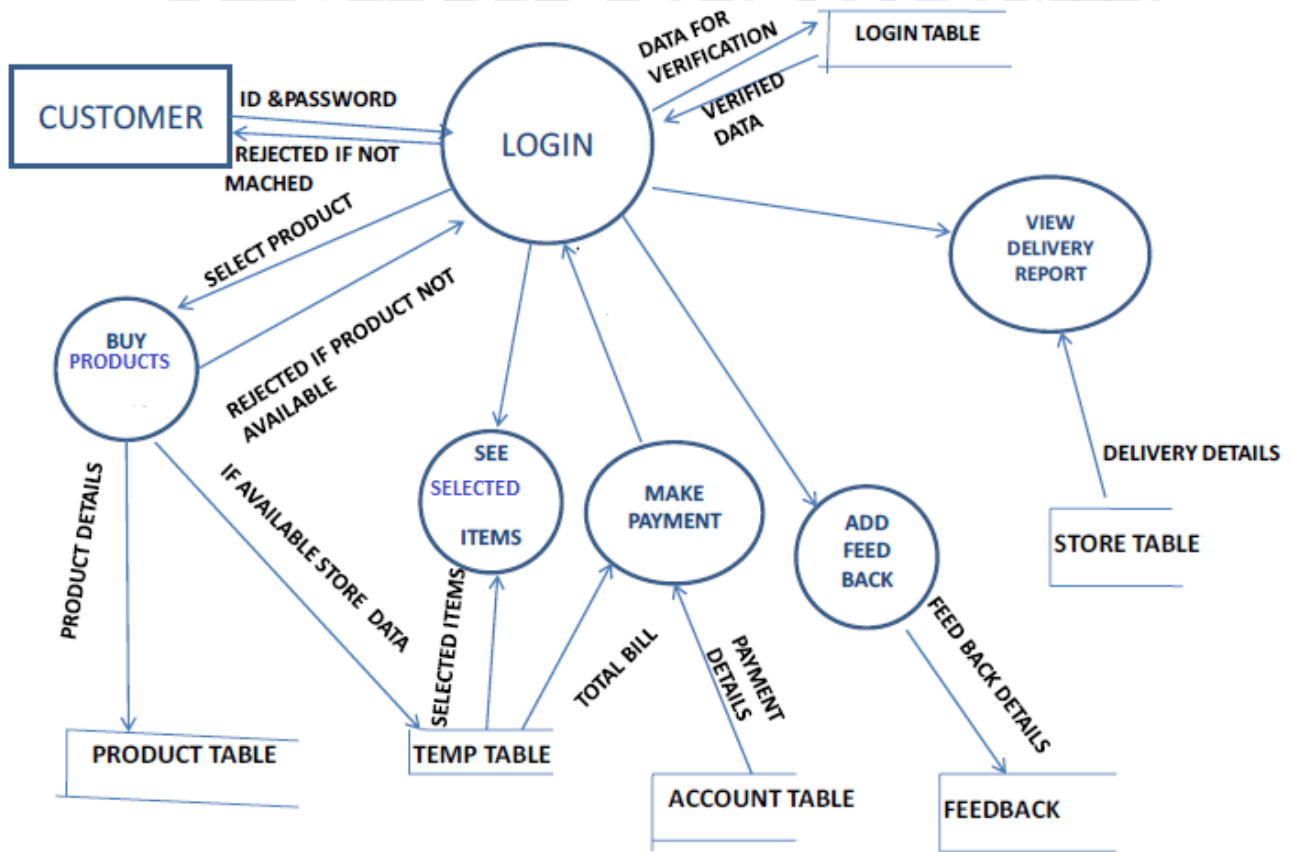 CUSTOMER
ID &PASSWORD
REJECTED IF NOT
MACHED
LOGIN
DATA FOR
VERIFICATION
VERIFIED
DATA
LOGIN TABLE
SELECT PRODUCT
REJECTED IF PRODUCT NOT
AVAILABLE
VIEW
DELIVERY
REPORT
BUY
PRODUCTS
SEE
SELECTED
ITEMS
MAKE
PAYMENT
ADD
FEED
BACK
DELIVERY DETAILS
STORE TABLE
PRODUCT DETAILS
IF AVAILABLE STORE DATA
SELECTED ITEMS
TOTAL BILL
PAYMENT
DETAILS
FEED BACK DETAILS
PRODUCT TABLE
TEMP TABLE
ACCOUNT TABLE
FEEDBACK